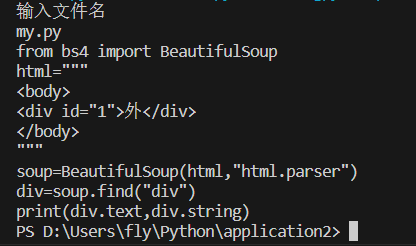 输入文件名
my.py
from bs4 import BeautifulSoup
html="""
<body>
<div id="1">外</div>
</body>
"""
soup=BeautifulSoup(html,"html.parser")
div=soup.find("div")
print(div.text,div.string)
PS D:\Users\fly\Python\application2>